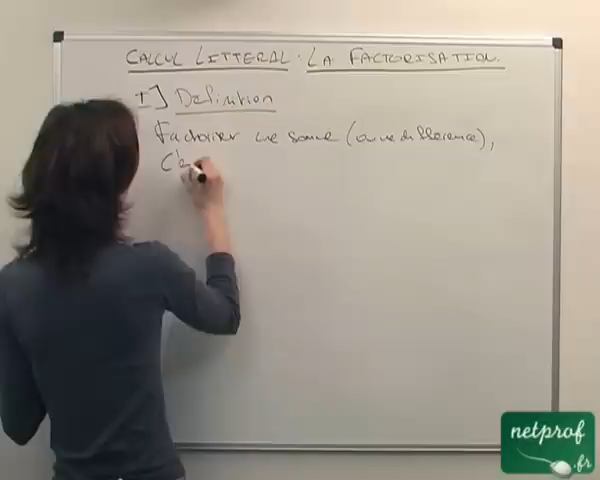 CALCUL LITTERAL : LA FACTORISATION.
I] Définition
Factoriser une somme (ou une différence),
C'e
netprof
.fr